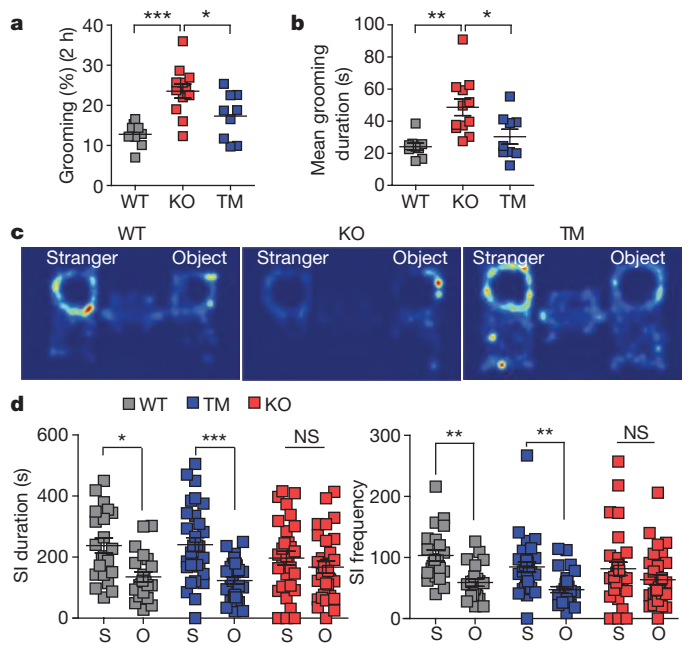 a
*** *
Grooming (%) (2 h)
40
30
20
10
0
WT KO TM
b
** *
Mean grooming
duration (s)
100
80
60
40
20
0
WT KO TM
c
WT KO TM
Stranger Object Stranger Object Stranger Object
d
WT TM KO
SI duration (s)
600
400
200
0
* *** NS
S O S O S O
SI frequency
300
200
100
0
** ** NS
S O S O S O